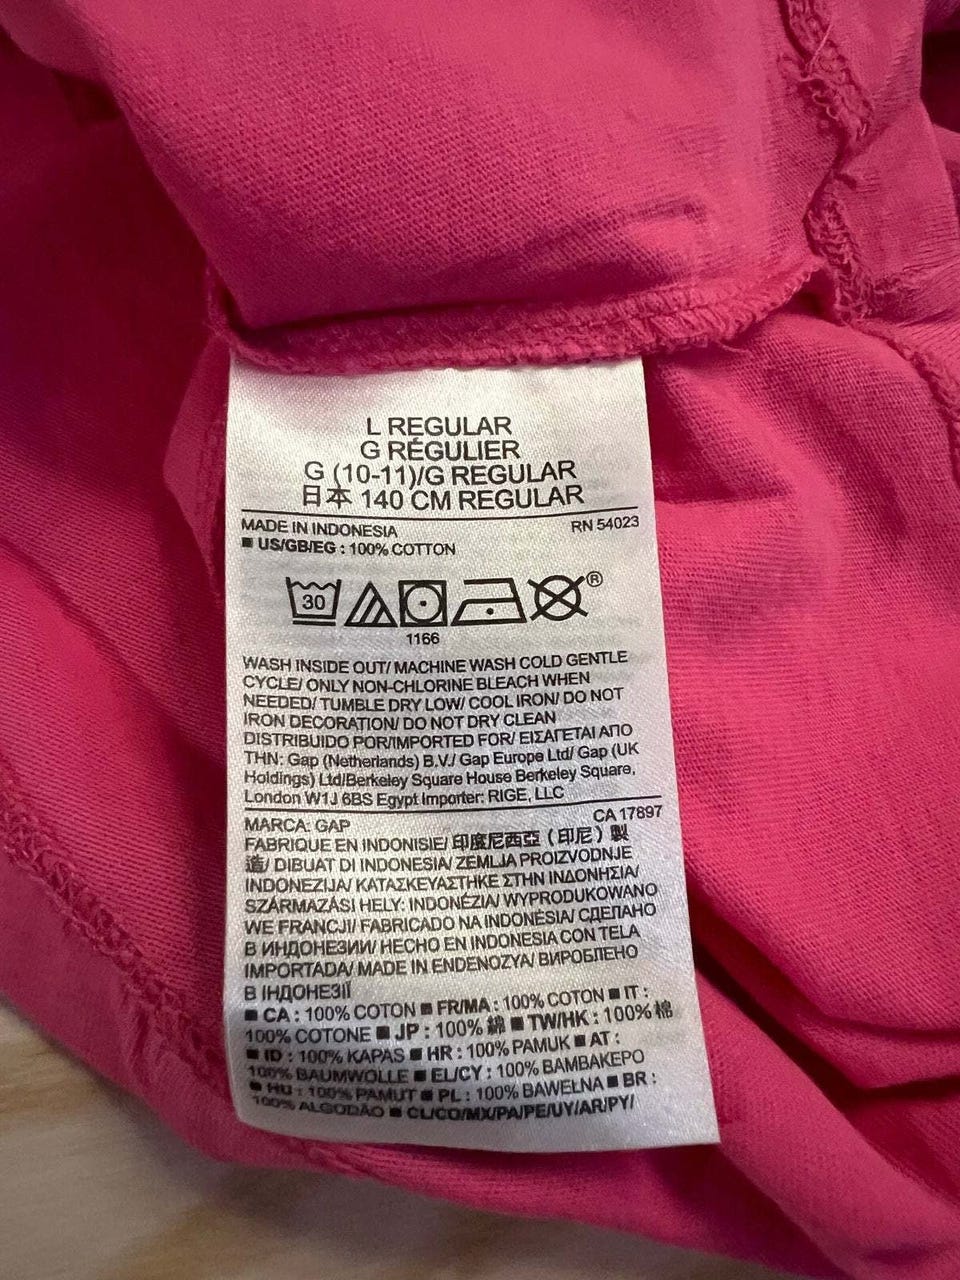 L REGULAR
G RÉGULIER
G (10-11)/G REGULAR
日本 140 CM REGULAR
MADE IN INDONESIA RN 54023
■ US/GB/EG : 100% COTTON
30
®
1166
WASH INSIDE OUT/ MACHINE WASH COLD GENTLE
CYCLE/ ONLY NON-CHLORINE BLEACH WHEN
NEEDED/ TUMBLE DRY LOW/ COOL IRON/ DO NOT
IRON DECORATION/ DO NOT DRY CLEAN
DISTRIBUIDO POR/IMPORTED FOR/ ΕΙΣΑΓΕΤΑΙ ΑΠΟ
ΤΗΝ: Gap (Netherlands) B.V./ Gap Europe Ltd/ Gap (UK
Holdings) Ltd/Berkeley Square House Berkeley Square,
London W1J 6BS Egypt Importer: RIGE, LLC
CA 17897
MARCA: GAP
FABRIQUE EN INDONISIE/ 印度尼西亞 (印尼) 製
造/ DIBUAT DI INDONESIA/ ZEMLJA PROIZVODNJE
INDONEZIJA/ ΚΑΤΑΣΚΕΥΑΣΤΗΚΕ ΣΤΗΝ ΙΝΔΟΝΗΣΙΑ/
SZÁRMAZÁSI HELY: INDONÉZIA/ WYPRODUKOWANO
WE FRANCJI/ FABRICADO NA INDONÉSIA/ СДЕЛАНО
В ИНДОНЕЗИИ/ HECHO EN INDONESIA CON TELA
IMPORTADA/ MADE IN ENDENOZYA/ ВИРОБЛЕНО
В ІНДОНЕЗІЇ
■ CA : 100% COTON ■ FR/MA : 100% COTON ■ IT :
100% COTONE ■ JP : 100% 綿 ■ TW/HK : 100% 棉
■ ID : 100% KAPAS ■ HR : 100% PAMUK ■ AT :
100% BAUMWOLLE ■ EL/CY : 100% ΒΑΜΒΑΚΕΡΟ
■ HU : 100% PAMUT ■ PL : 100% BAWEŁNA ■ BR :
100% ALGODÃO ■ CL/CO/MX/PA/PE/UY/AR/PY/